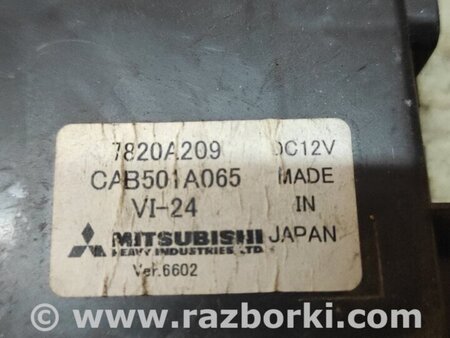 7820A209 DC12V
CAB501A065 MADE
VI-24 IN
MITSUBISHI JAPAN
HEAVY INDUSTRIES LTD.
Ver.6602
© www.razborki.com